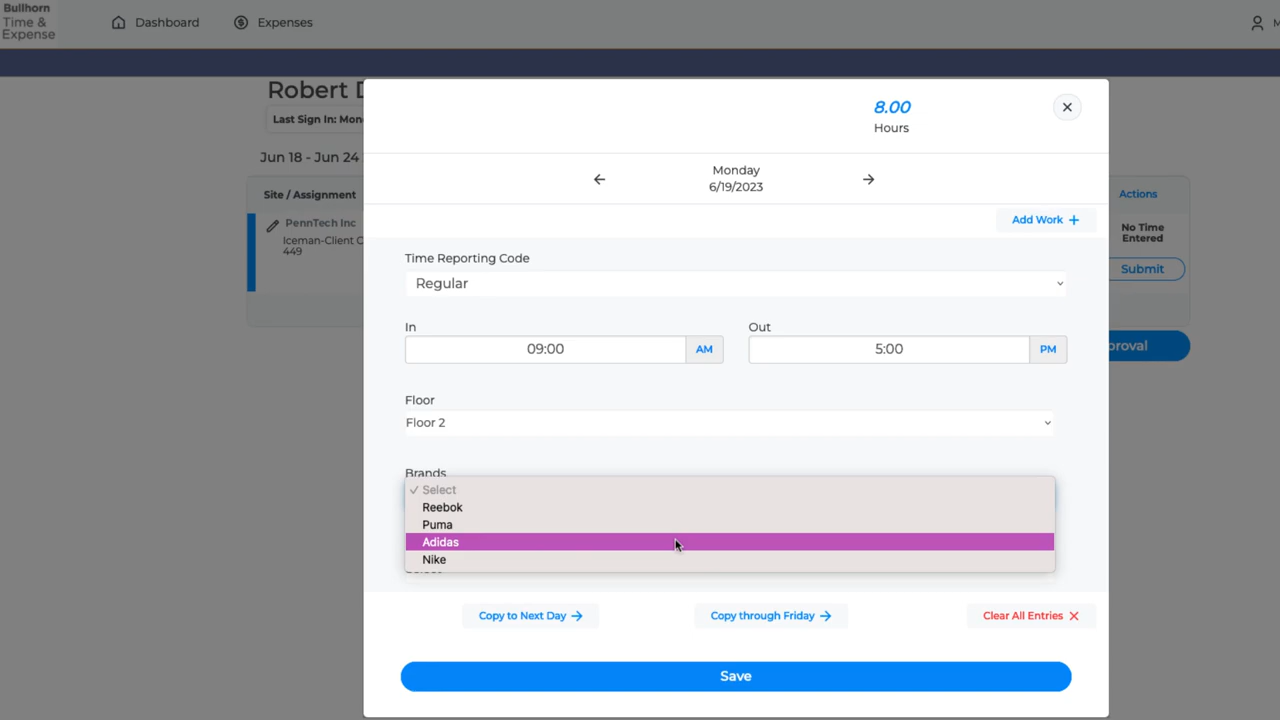 Bullhorn
Time &
Expense
Dashboard
Expenses
M
Robert D
Last Sign In: Mon
Jun 18 - Jun 24
Site / Assignment
Actions
PennTech Inc
Iceman-Client C
449
No Time
Entered
Submit
roval
8.00
Hours
Monday
6/19/2023
Add Work +
Time Reporting Code
Regular
In
Out
09:00 AM
5:00 PM
Floor
Floor 2
Brands
✓ Select
Reebok
Puma
Adidas
Nike
Copy to Next Day →
Copy through Friday →
Clear All Entries ×
Save